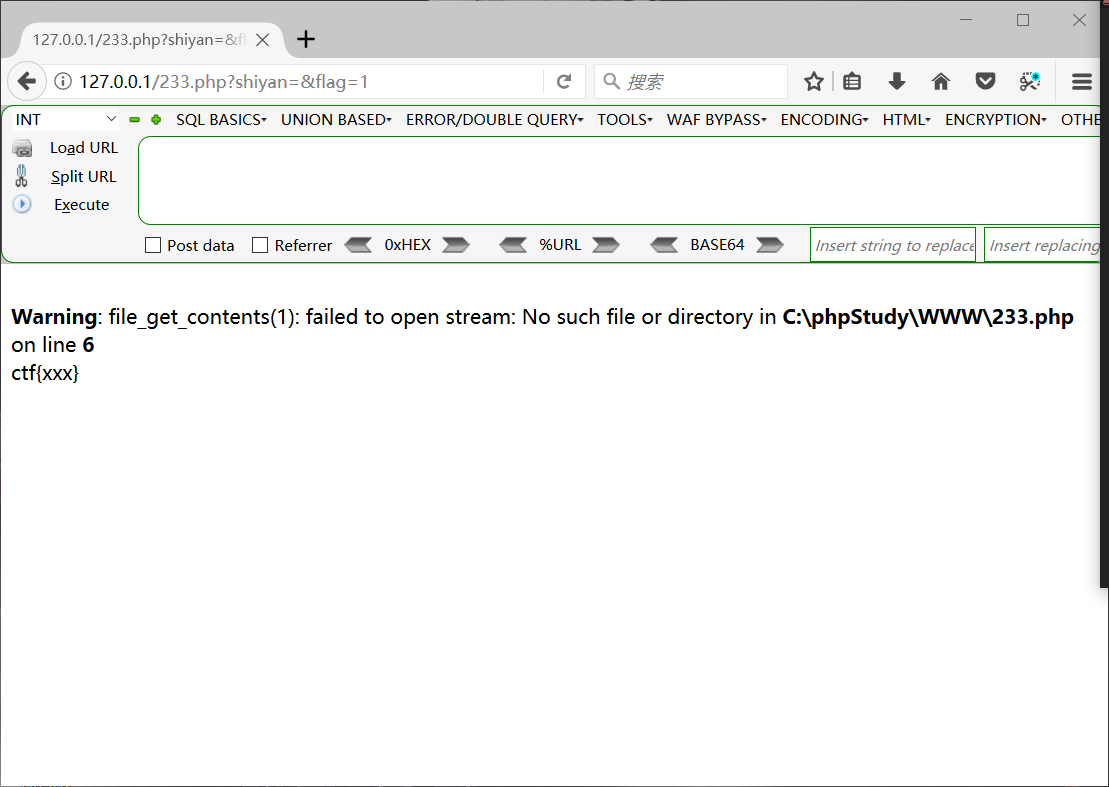 127.0.0.1/233.php?shiyan=&fl
127.0.0.1/233.php?shiyan=&flag=1
搜索
INT
SQL BASICS UNION BASED ERROR/DOUBLE QUERY TOOLS WAF BYPASS ENCODING HTML ENCRYPTION OTHE
Load URL
Split URL
Execute
Post data Referrer 0xHEX %URL BASE64 Insert string to replace Insert replacing
Warning: file_get_contents(1): failed to open stream: No such file or directory in C:\phpStudy\WWW\233.php
on line 6
ctf{xxx}